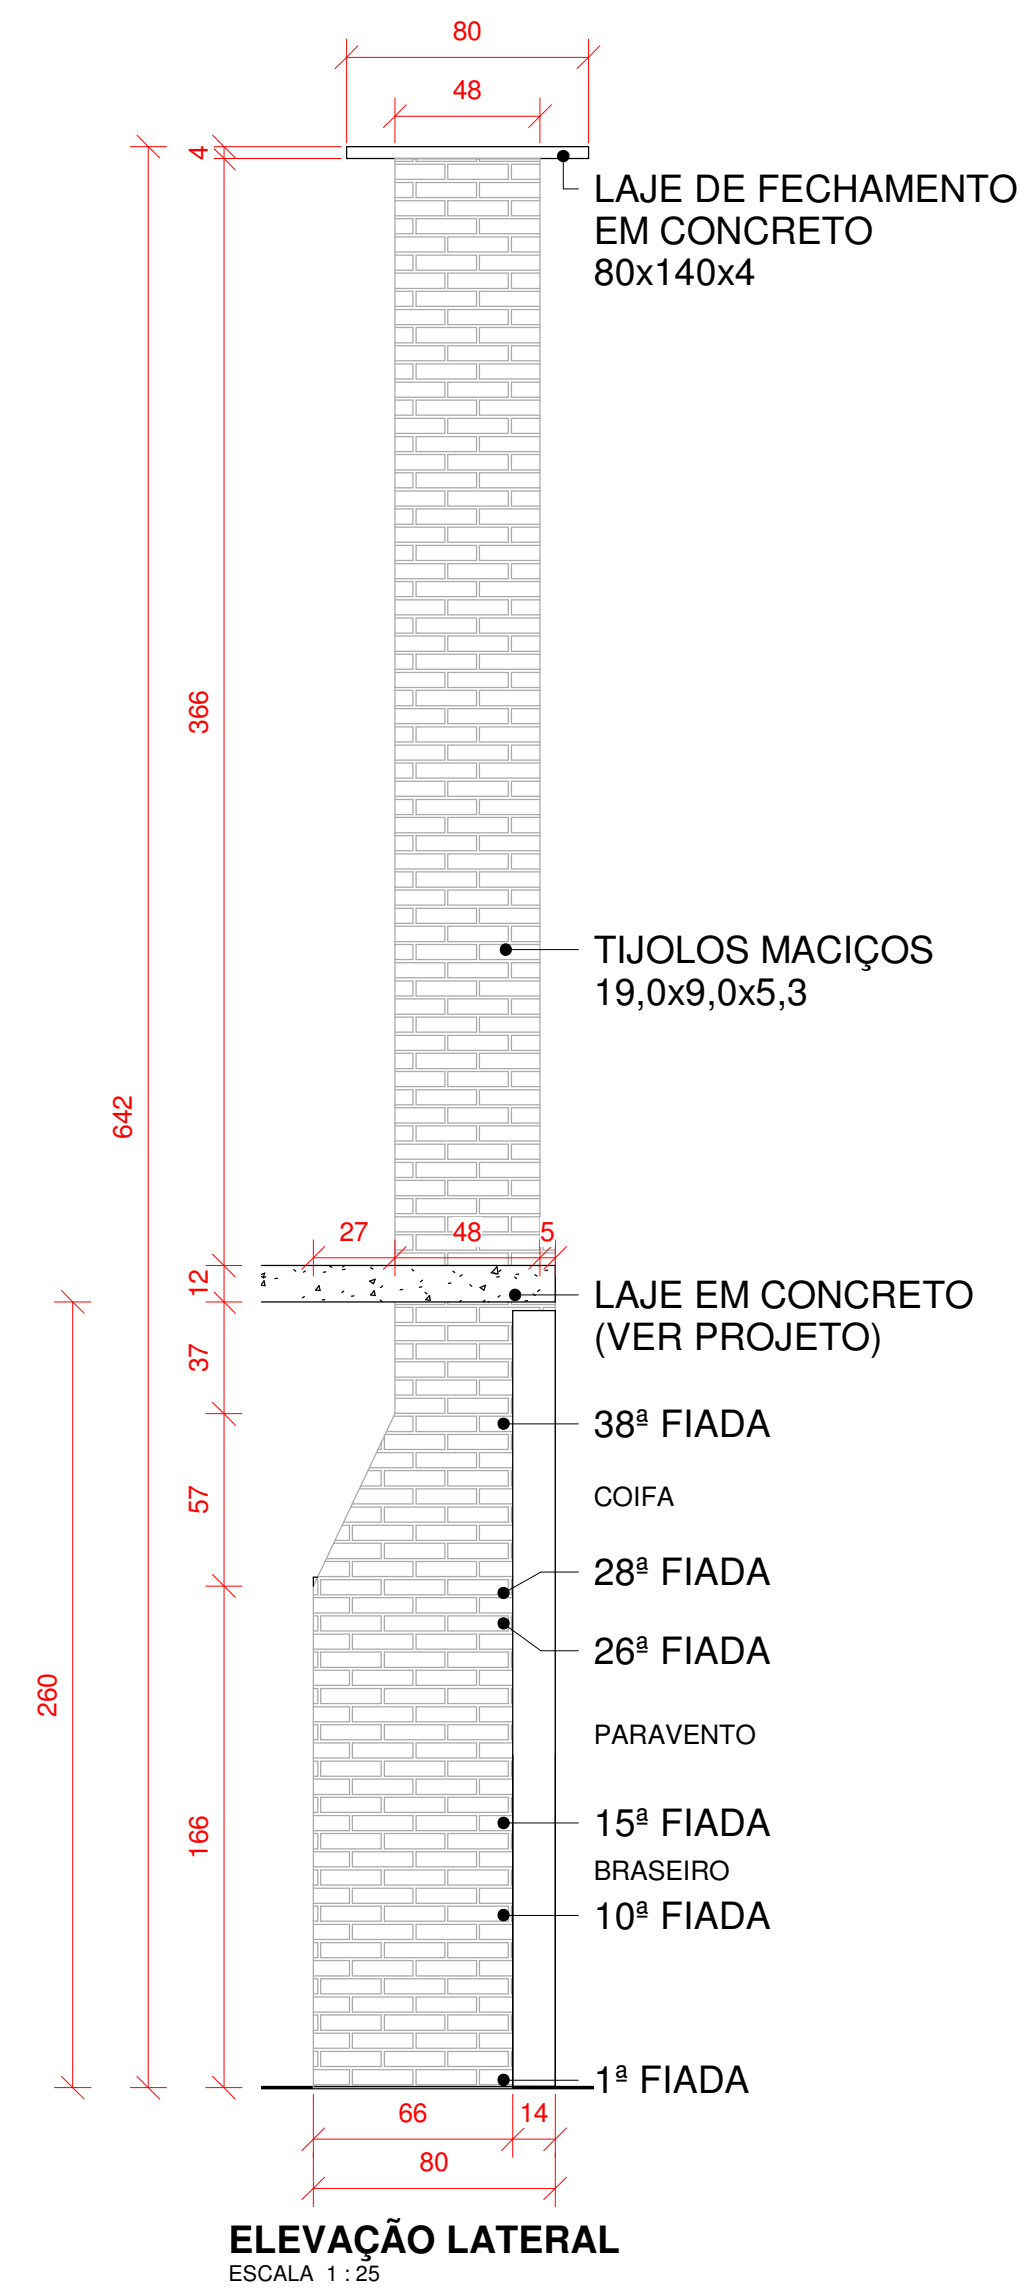 80
48
4
LAJE DE FECHAMENTO
EM CONCRETO
80x140x4
366
TIJOLOS MACIÇOS
19,0x9,0x5,3
642
27
48
5
12
LAJE EM CONCRETO
(VER PROJETO)
37
38ª FIADA
57
COIFA
28ª FIADA
26ª FIADA
260
PARAVENTO
166
15ª FIADA
BRASEIRO
10ª FIADA
1ª FIADA
66
14
80
ELEVAÇÃO LATERAL
ESCALA 1 : 25